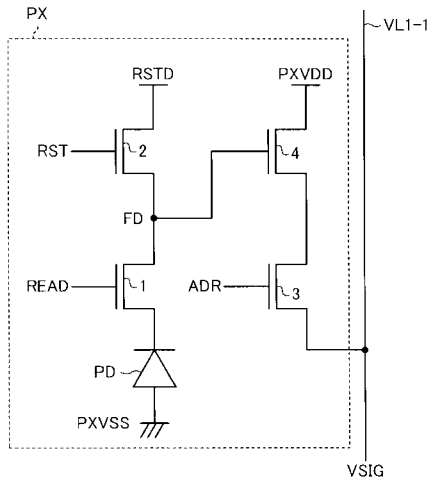 PX
VL1-1
RSTD
PXVDD
RST
2
4
FD
READ
1
ADR
3
PD
PXVSS
VSIG